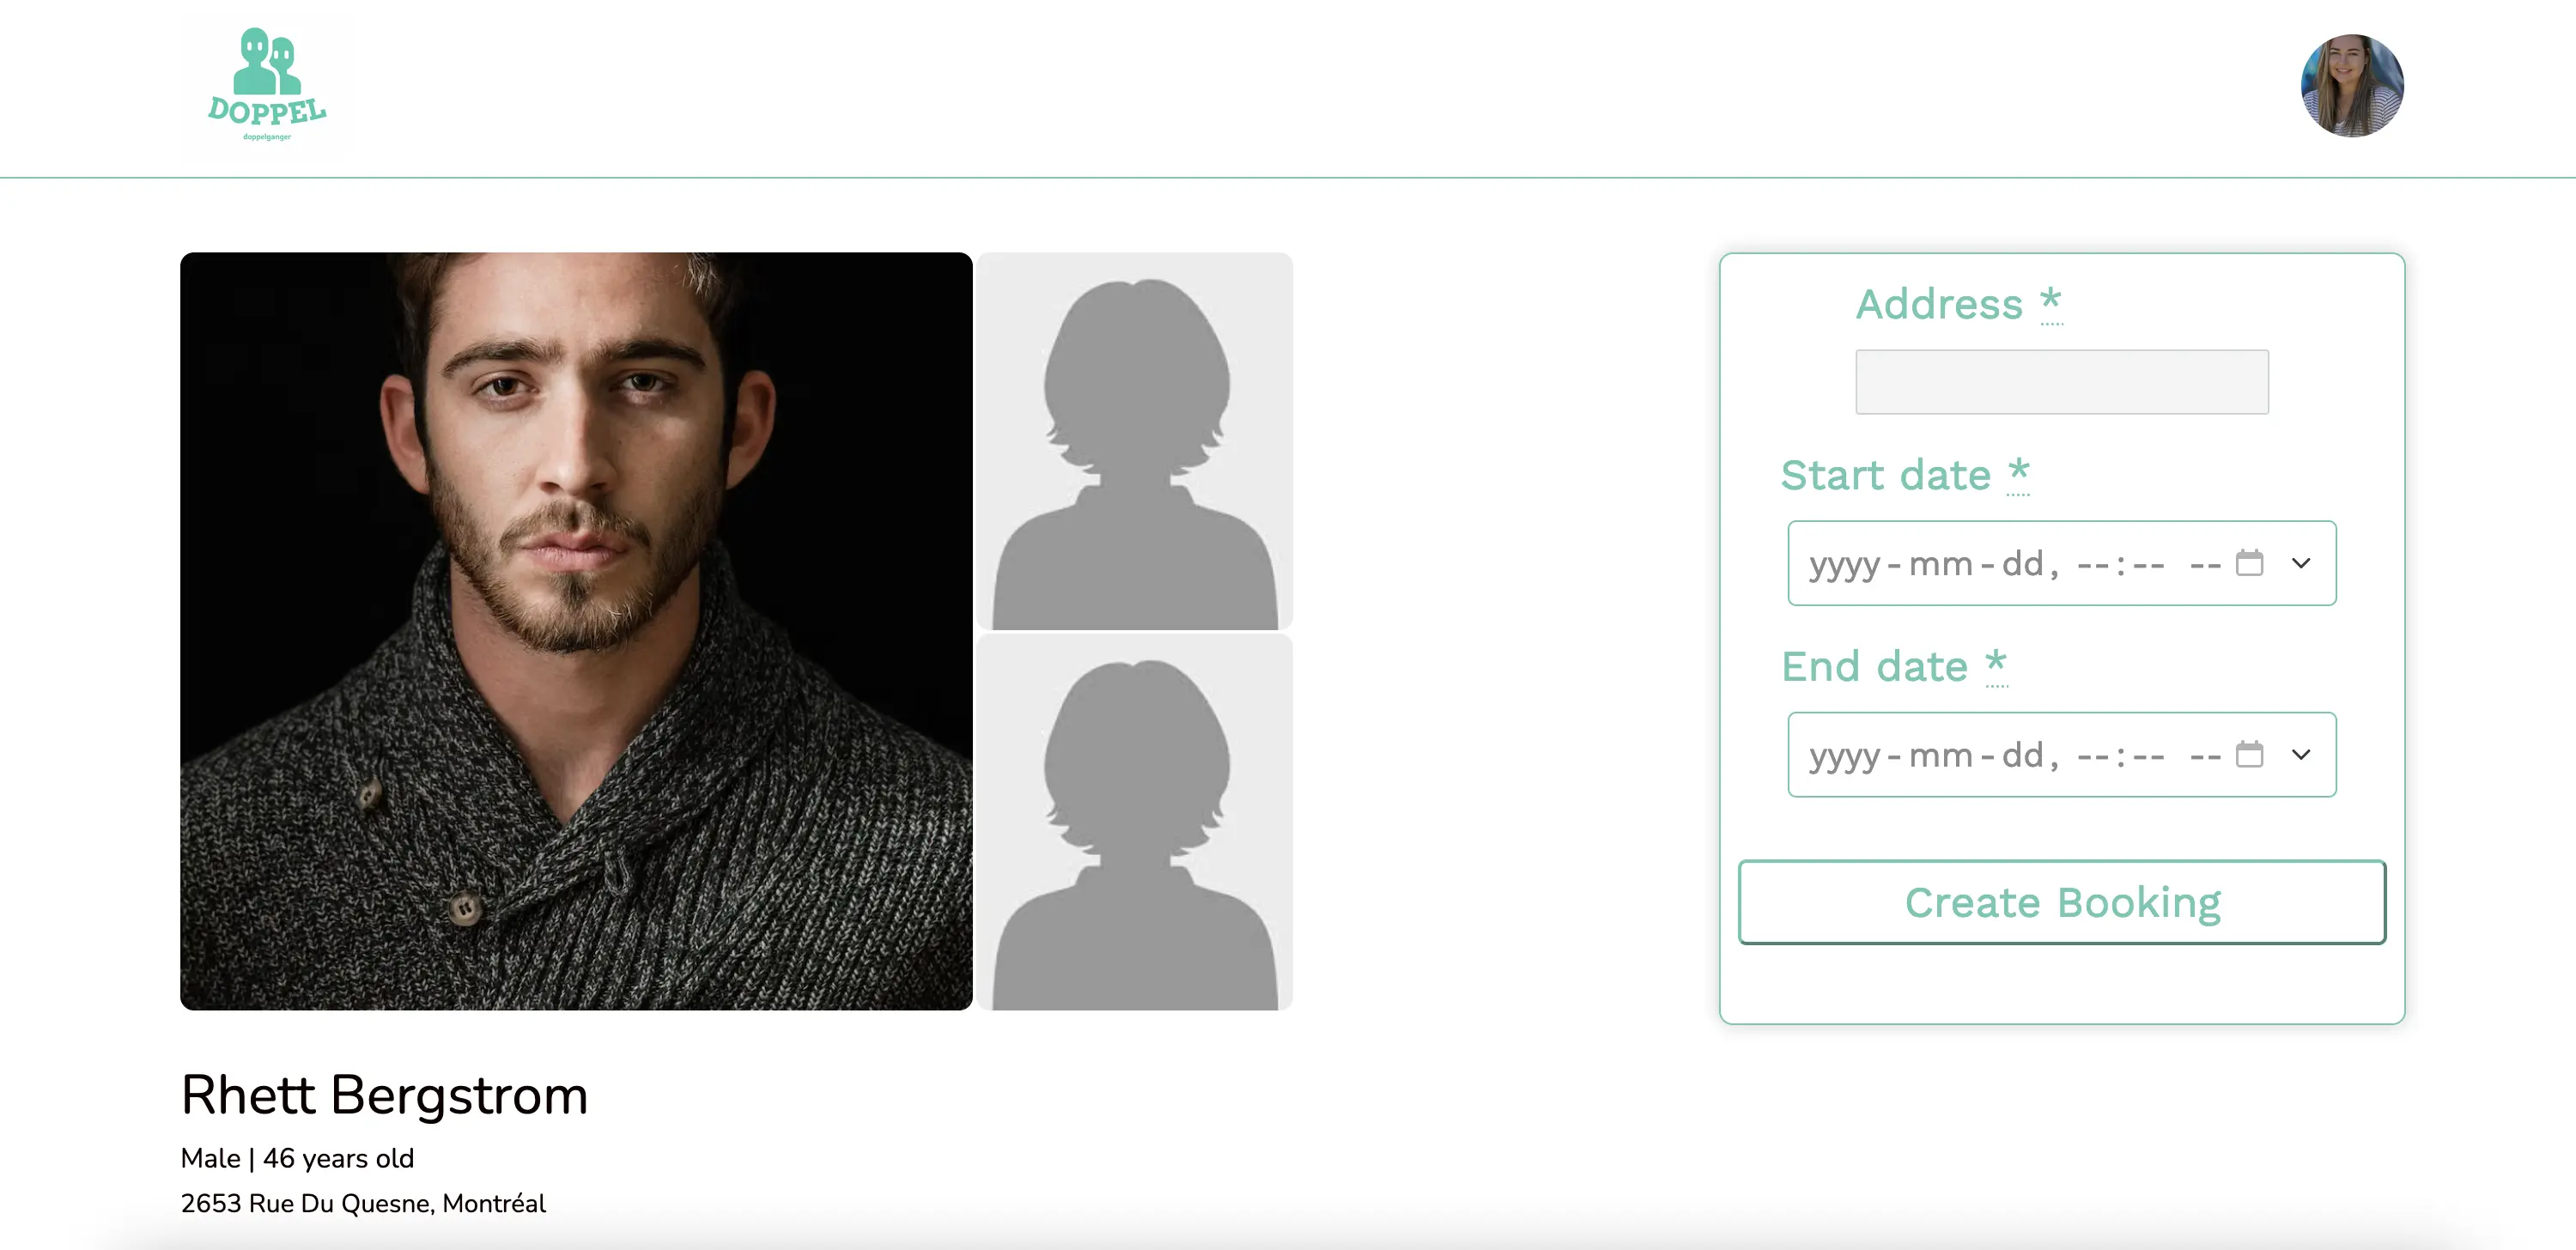 DOPPEL
doppelganger
Address *
Start date *
yyyy-mm-dd, --:-- --
End date *
yyyy-mm-dd, --:-- --
Create Booking
Rhett Bergstrom
Male | 46 years old
2653 Rue Du Quesne, Montréal